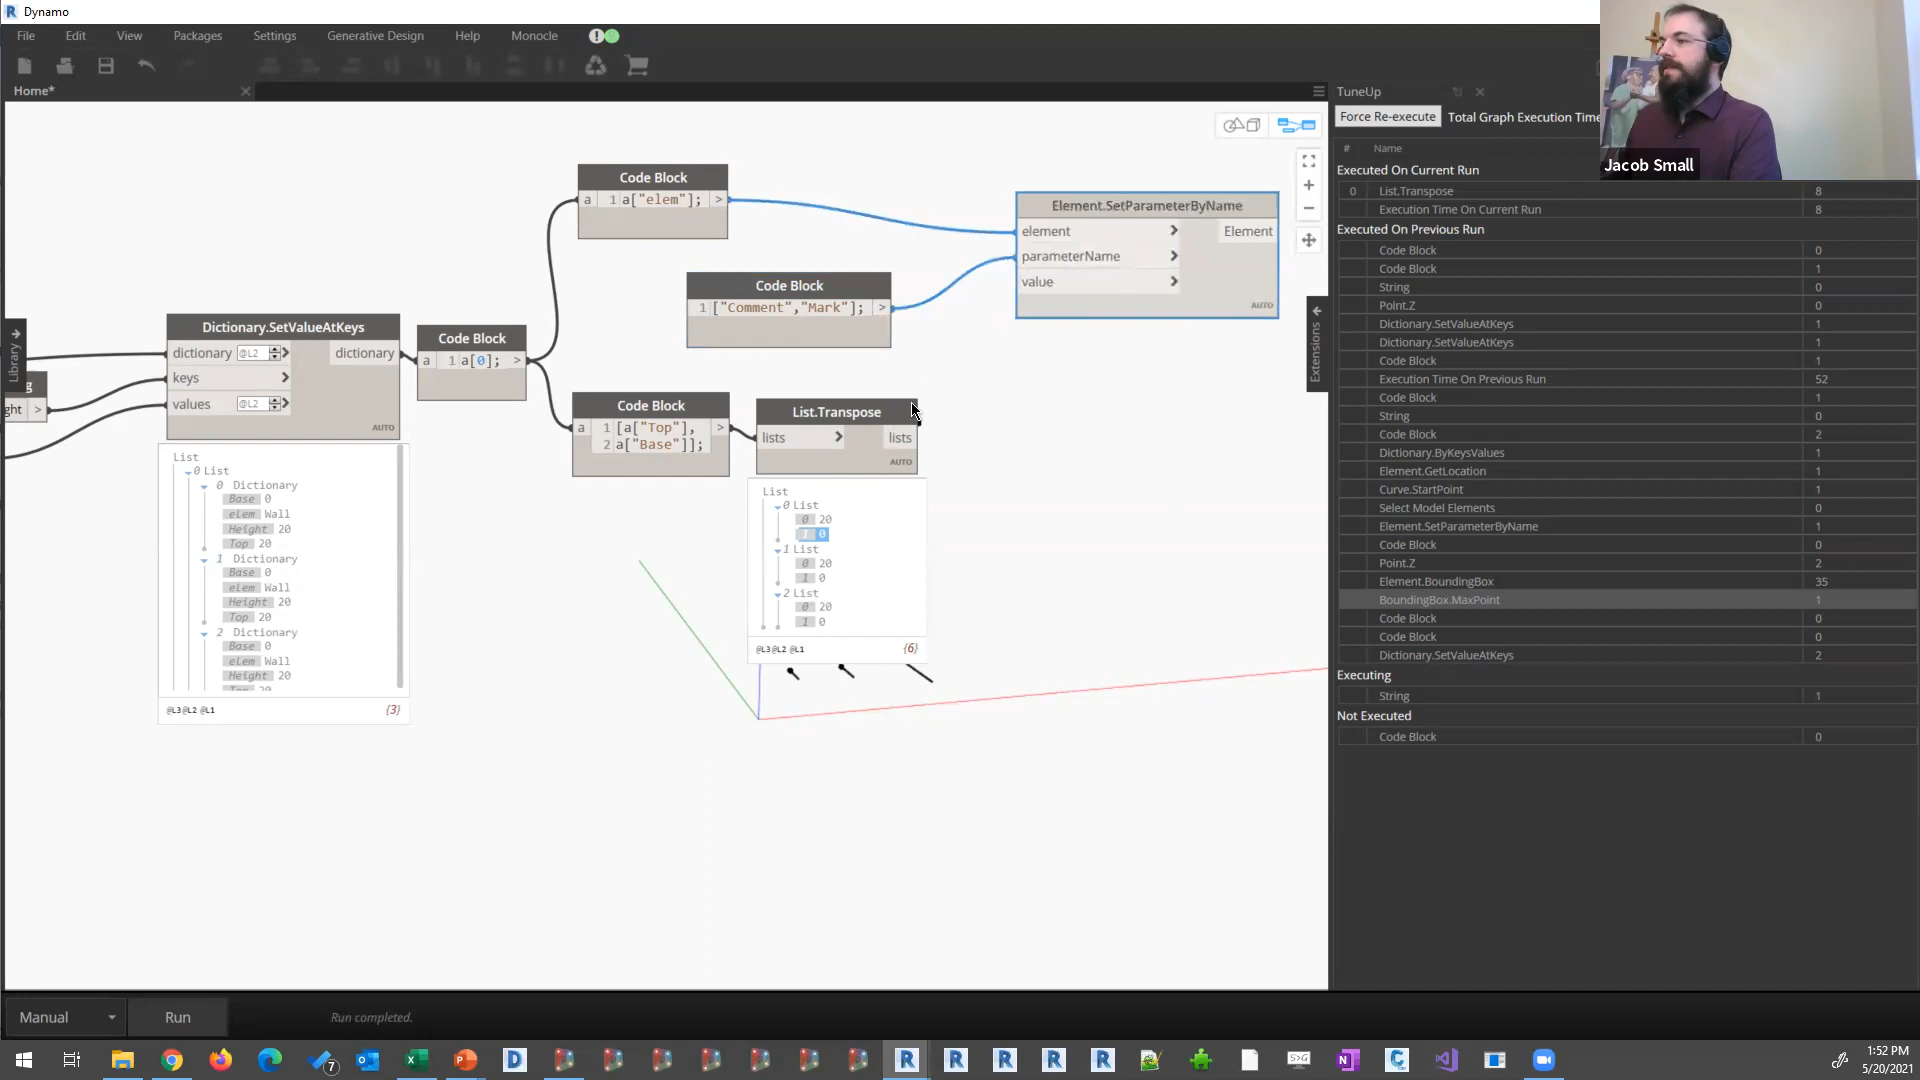 Dynamo
File Edit View Packages Settings Generative Design Help Monocle
Home*
TuneUp
Force Re-execute Total Graph Execution Time
Jacob Small
# Name
Executed On Current Run
0 List.Transpose 8
Execution Time On Current Run 8
Executed On Previous Run
Code Block 0
Code Block 1
String 0
Point.Z 0
Dictionary.SetValueAtKeys 1
Dictionary.SetValueAtKeys 1
Code Block 1
Execution Time On Previous Run 52
Code Block 1
String 0
Code Block 2
Dictionary.ByKeysValues 1
Element.GetLocation 1
Curve.StartPoint 1
Select Model Elements 0
Element.SetParameterByName 1
Code Block 0
Point.Z 2
Element.BoundingBox 35
BoundingBox.MaxPoint 1
Code Block 0
Code Block 0
Dictionary.SetValueAtKeys 2
Executing
String 1
Not Executed
Code Block 0
Library
Extensions
g
ght >
Dictionary.SetValueAtKeys
dictionary @L2 > dictionary
keys >
values @L2 >
AUTO
List
0 List
0 Dictionary
Base 0
elem Wall
Height 20
Top 20
1 Dictionary
Base 0
elem Wall
Height 20
Top 20
2 Dictionary
Base 0
elem Wall
Height 20
Top 20
@L3 @L2 @L1 {3}
Code Block
a 1 a[0]; >
Code Block
a 1 a["elem"]; >
Code Block
1 ["Comment","Mark"]; >
Code Block
a 1 [a["Top"], >
2 a["Base"]];
List.Transpose
lists > lists
AUTO
List
0 List
0 20
1 0
1 List
0 20
1 0
2 List
0 20
1 0
@L3 @L2 @L1 {6}
Element.SetParameterByName
element > Element
parameterName >
value >
AUTO
Manual Run Run completed.
7
1:52 PM
5/20/2021